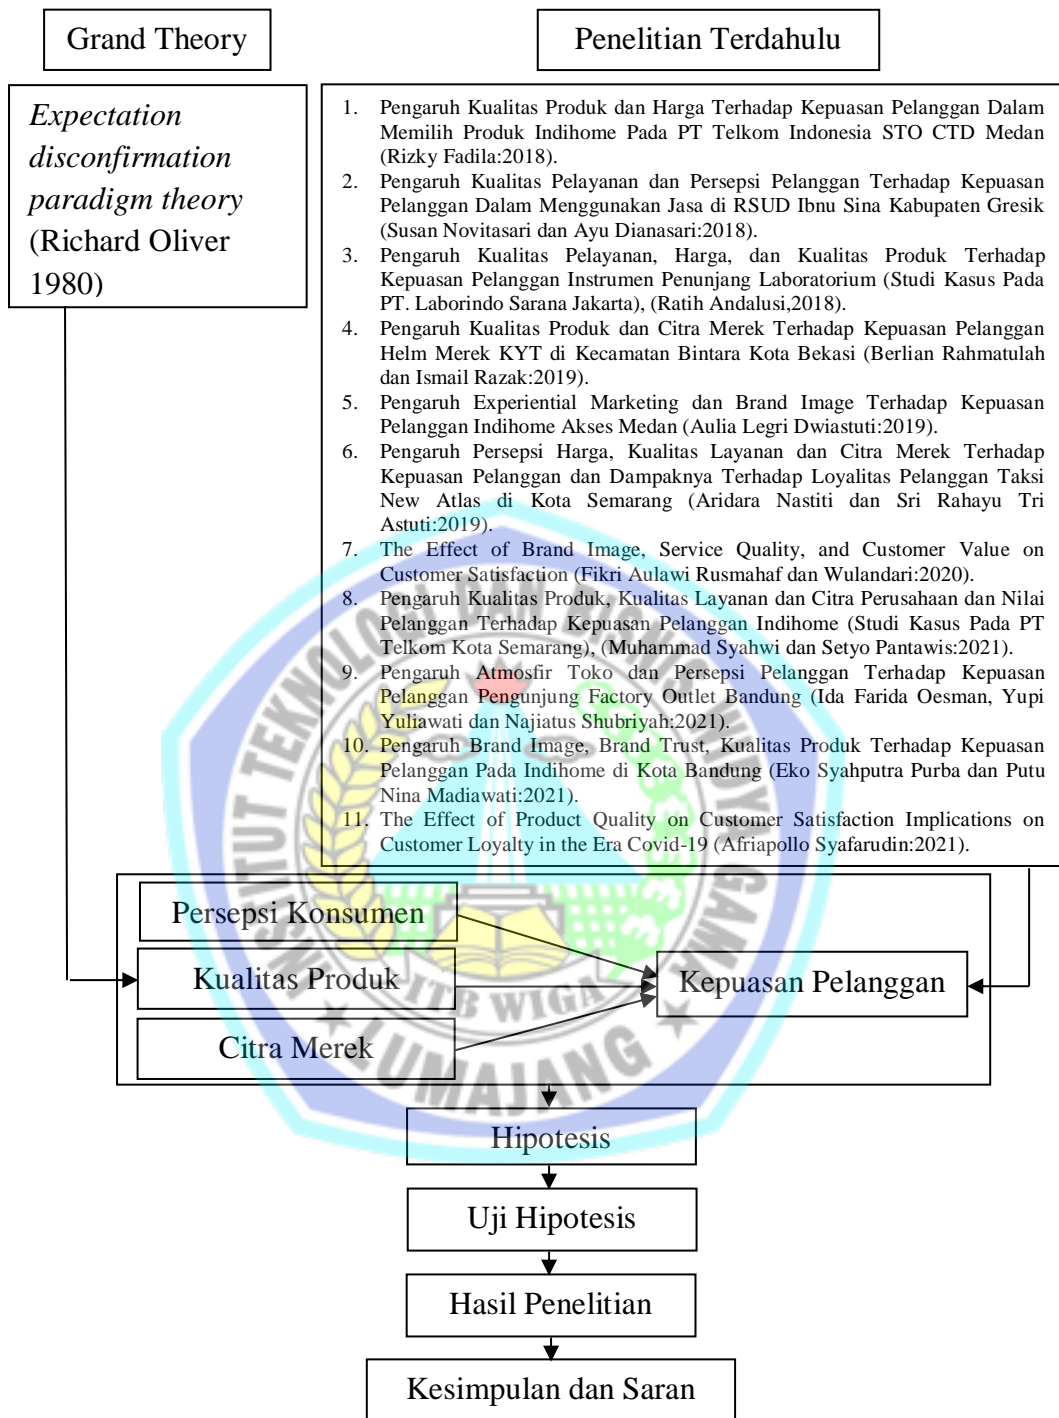 Grand Theory
Penelitian Terdahulu
Expectation
disconfirmation
paradigm theory
(Richard Oliver
1980)
1. Pengaruh Kualitas Produk dan Harga Terhadap Kepuasan Pelanggan Dalam
Memilih Produk Indihome Pada PT Telkom Indonesia STO CTD Medan
(Rizky Fadila:2018).
2. Pengaruh Kualitas Pelayanan dan Persepsi Pelanggan Terhadap Kepuasan
Pelanggan Dalam Menggunakan Jasa di RSUD Ibnu Sina Kabupaten Gresik
(Susan Novitasari dan Ayu Dianasari:2018).
3. Pengaruh Kualitas Pelayanan, Harga, dan Kualitas Produk Terhadap
Kepuasan Pelanggan Instrumen Penunjang Laboratorium (Studi Kasus Pada
PT. Laborindo Sarana Jakarta), (Ratih Andalusi,2018).
4. Pengaruh Kualitas Produk dan Citra Merek Terhadap Kepuasan Pelanggan
Helm Merek KYT di Kecamatan Bintara Kota Bekasi (Berlian Rahmatulah
dan Ismail Razak:2019).
5. Pengaruh Experiential Marketing dan Brand Image Terhadap Kepuasan
Pelanggan Indihome Akses Medan (Aulia Legri Dwiastuti:2019).
6. Pengaruh Persepsi Harga, Kualitas Layanan dan Citra Merek Terhadap
Kepuasan Pelanggan dan Dampaknya Terhadap Loyalitas Pelanggan Taksi
New Atlas di Kota Semarang (Aridara Nastiti dan Sri Rahayu Tri
Astuti:2019).
7. The Effect of Brand Image, Service Quality, and Customer Value on
Customer Satisfaction (Fikri Aulawi Rusmahaf dan Wulandari:2020).
8. Pengaruh Kualitas Produk, Kualitas Layanan dan Citra Perusahaan dan Nilai
Pelanggan Terhadap Kepuasan Pelanggan Indihome (Studi Kasus Pada PT
Telkom Kota Semarang), (Muhammad Syahwi dan Setyo Pantawis:2021).
9. Pengaruh Atmosfir Toko dan Persepsi Pelanggan Terhadap Kepuasan
Pelanggan Pengunjung Factory Outlet Bandung (Ida Farida Oesman, Yupi
Yuliawati dan Najiatus Shubriyah:2021).
10. Pengaruh Brand Image, Brand Trust, Kualitas Produk Terhadap Kepuasan
Pelanggan Pada Indihome di Kota Bandung (Eko Syahputra Purba dan Putu
Nina Madiawati:2021).
11. The Effect of Product Quality on Customer Satisfaction Implications on
Customer Loyalty in the Era Covid-19 (Afriapollo Syafarudin:2021).
INSTITUT TEKNOLOGI DAN BISNIS WIDYA GAMA
ITB WIGA
LUMAJANG
Persepsi Konsumen
Kualitas Produk
Citra Merek
Kepuasan Pelanggan
Hipotesis
Uji Hipotesis
Hasil Penelitian
Kesimpulan dan Saran